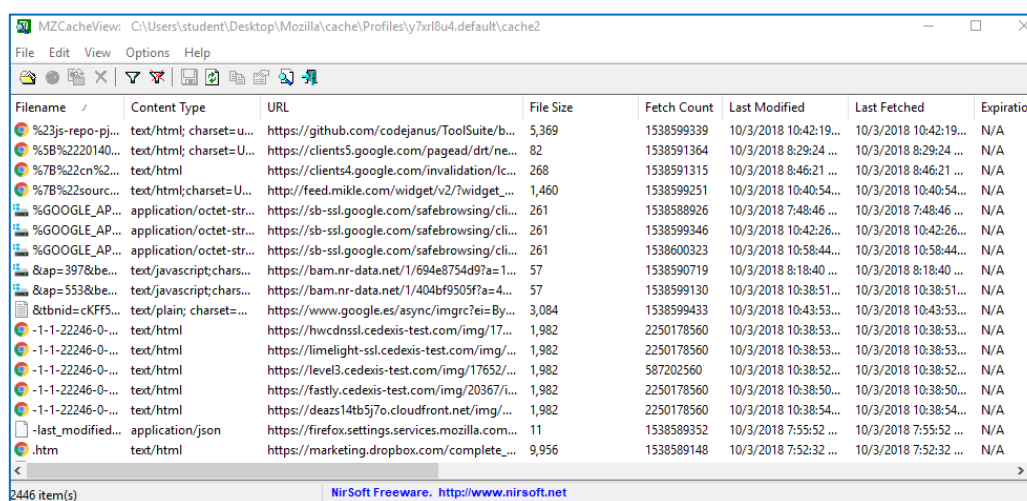 MZCacheView: C:\Users\student\Desktop\Mozilla\cache\Profiles\y7xrl8u4.default\cache2
File Edit View Options Help
Filename / Content Type URL File Size Fetch Count Last Modified Last Fetched Expiratio
%23js-repo-pj... text/html; charset=u... https://github.com/codejanus/ToolSuite/b... 5,369 1538599339 10/3/2018 10:42:19... 10/3/2018 10:42:19... N/A
%5B%2220140... text/html; charset=U... https://clients5.google.com/pagead/drt/ne... 82 1538591364 10/3/2018 8:29:24 ... 10/3/2018 8:29:24 ... N/A
%7B%22cn%2... text/html https://clients4.google.com/invalidation/lc... 268 1538591315 10/3/2018 8:46:21 ... 10/3/2018 8:46:21 ... N/A
%7B%22sourc... text/html;charset=U... http://feed.mikle.com/widget/v2/?widget_... 1,460 1538599251 10/3/2018 10:40:54... 10/3/2018 10:40:54... N/A
%GOOGLE_AP... application/octet-str... https://sb-ssl.google.com/safebrowsing/cli... 261 1538588926 10/3/2018 7:48:46 ... 10/3/2018 7:48:46 ... N/A
%GOOGLE_AP... application/octet-str... https://sb-ssl.google.com/safebrowsing/cli... 261 1538599346 10/3/2018 10:42:26... 10/3/2018 10:42:26... N/A
%GOOGLE_AP... application/octet-str... https://sb-ssl.google.com/safebrowsing/cli... 261 1538600323 10/3/2018 10:58:44... 10/3/2018 10:58:44... N/A
&ap=397&be... text/javascript;chars... https://bam.nr-data.net/1/694e8754d9?a=1... 57 1538590719 10/3/2018 8:18:40 ... 10/3/2018 8:18:40 ... N/A
&ap=553&be... text/javascript;chars... https://bam.nr-data.net/1/404bf9505f?a=4... 57 1538599130 10/3/2018 10:38:51... 10/3/2018 10:38:51... N/A
&tbnid=cKFf5... text/plain; charset=... https://www.google.es/async/imgrc?ei=By... 3,084 1538599433 10/3/2018 10:43:53... 10/3/2018 10:43:53... N/A
-1-1-22246-0-... text/html https://hwcdnssl.cedexis-test.com/img/17... 1,982 2250178560 10/3/2018 10:38:53... 10/3/2018 10:38:53... N/A
-1-1-22246-0-... text/html https://limelight-ssl.cedexis-test.com/img/... 1,982 2250178560 10/3/2018 10:38:53... 10/3/2018 10:38:53... N/A
-1-1-22246-0-... text/html https://level3.cedexis-test.com/img/17652/... 1,982 587202560 10/3/2018 10:38:52... 10/3/2018 10:38:52... N/A
-1-1-22246-0-... text/html https://fastly.cedexis-test.com/img/20367/i... 1,982 2250178560 10/3/2018 10:38:50... 10/3/2018 10:38:50... N/A
-1-1-22246-0-... text/html https://deazs14tb5j7o.cloudfront.net/img/... 1,982 2250178560 10/3/2018 10:38:54... 10/3/2018 10:38:54... N/A
-last_modified... application/json https://firefox.settings.services.mozilla.com... 11 1538589352 10/3/2018 7:55:52 ... 10/3/2018 7:55:52 ... N/A
.htm text/html https://marketing.dropbox.com/complete_... 9,956 1538589148 10/3/2018 7:52:32 ... 10/3/2018 7:52:32 ... N/A
2446 item(s) NirSoft Freeware. http://www.nirsoft.net